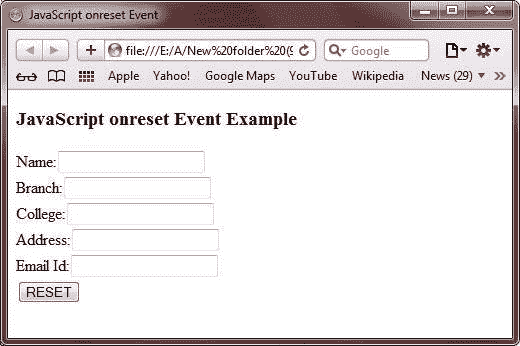 JavaScript onreset Event
file:///E:/A/New%20folder%20(9
Google
Apple Yahoo! Google Maps YouTube Wikipedia News (29)
JavaScript onreset Event Example
Name:
Branch:
College:
Address:
Email Id:
RESET